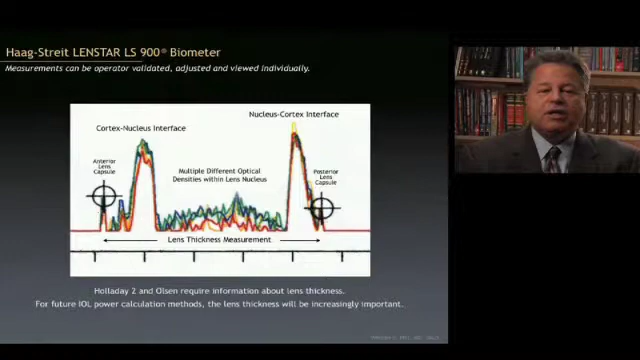 Haag-Streit LENSTAR LS 900® Biometer
Measurements can be operator validated, adjusted and viewed individually.
Nucleus-Cortex Interface
Cortex-Nucleus Interface
Anterior
Lens
Capsule
Multiple Different Optical
Densities within Lens Nucleus
Posterior
Lens
Capsule
Lens Thickness Measurement
Holladay 2 and Olsen require information about lens thickness.
For future IOL power calculation methods, the lens thickness will be increasingly important.